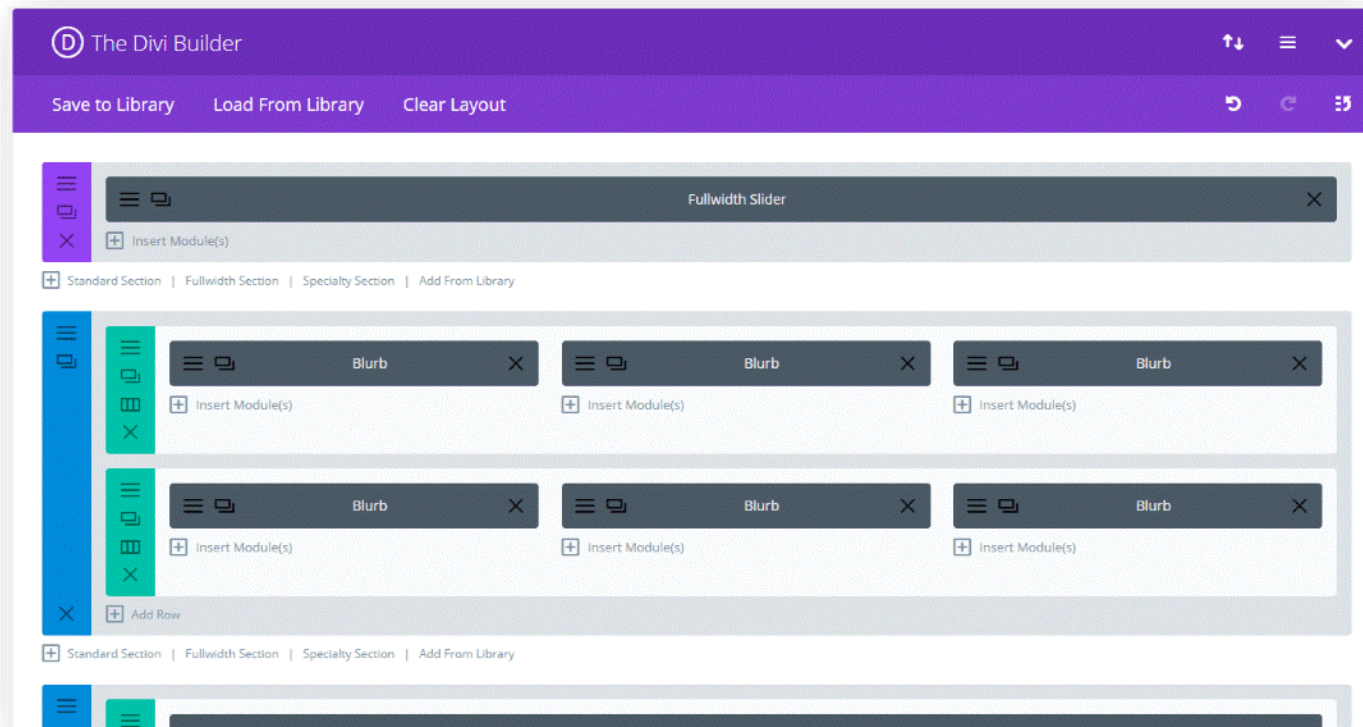 D The Divi Builder
Save to Library Load From Library Clear Layout
Fullwidth Slider
Insert Module(s)
Standard Section | Fullwidth Section | Specialty Section | Add From Library
Blurb Blurb Blurb
Insert Module(s) Insert Module(s) Insert Module(s)
Blurb Blurb Blurb
Insert Module(s) Insert Module(s) Insert Module(s)
Add Row
Standard Section | Fullwidth Section | Specialty Section | Add From Library